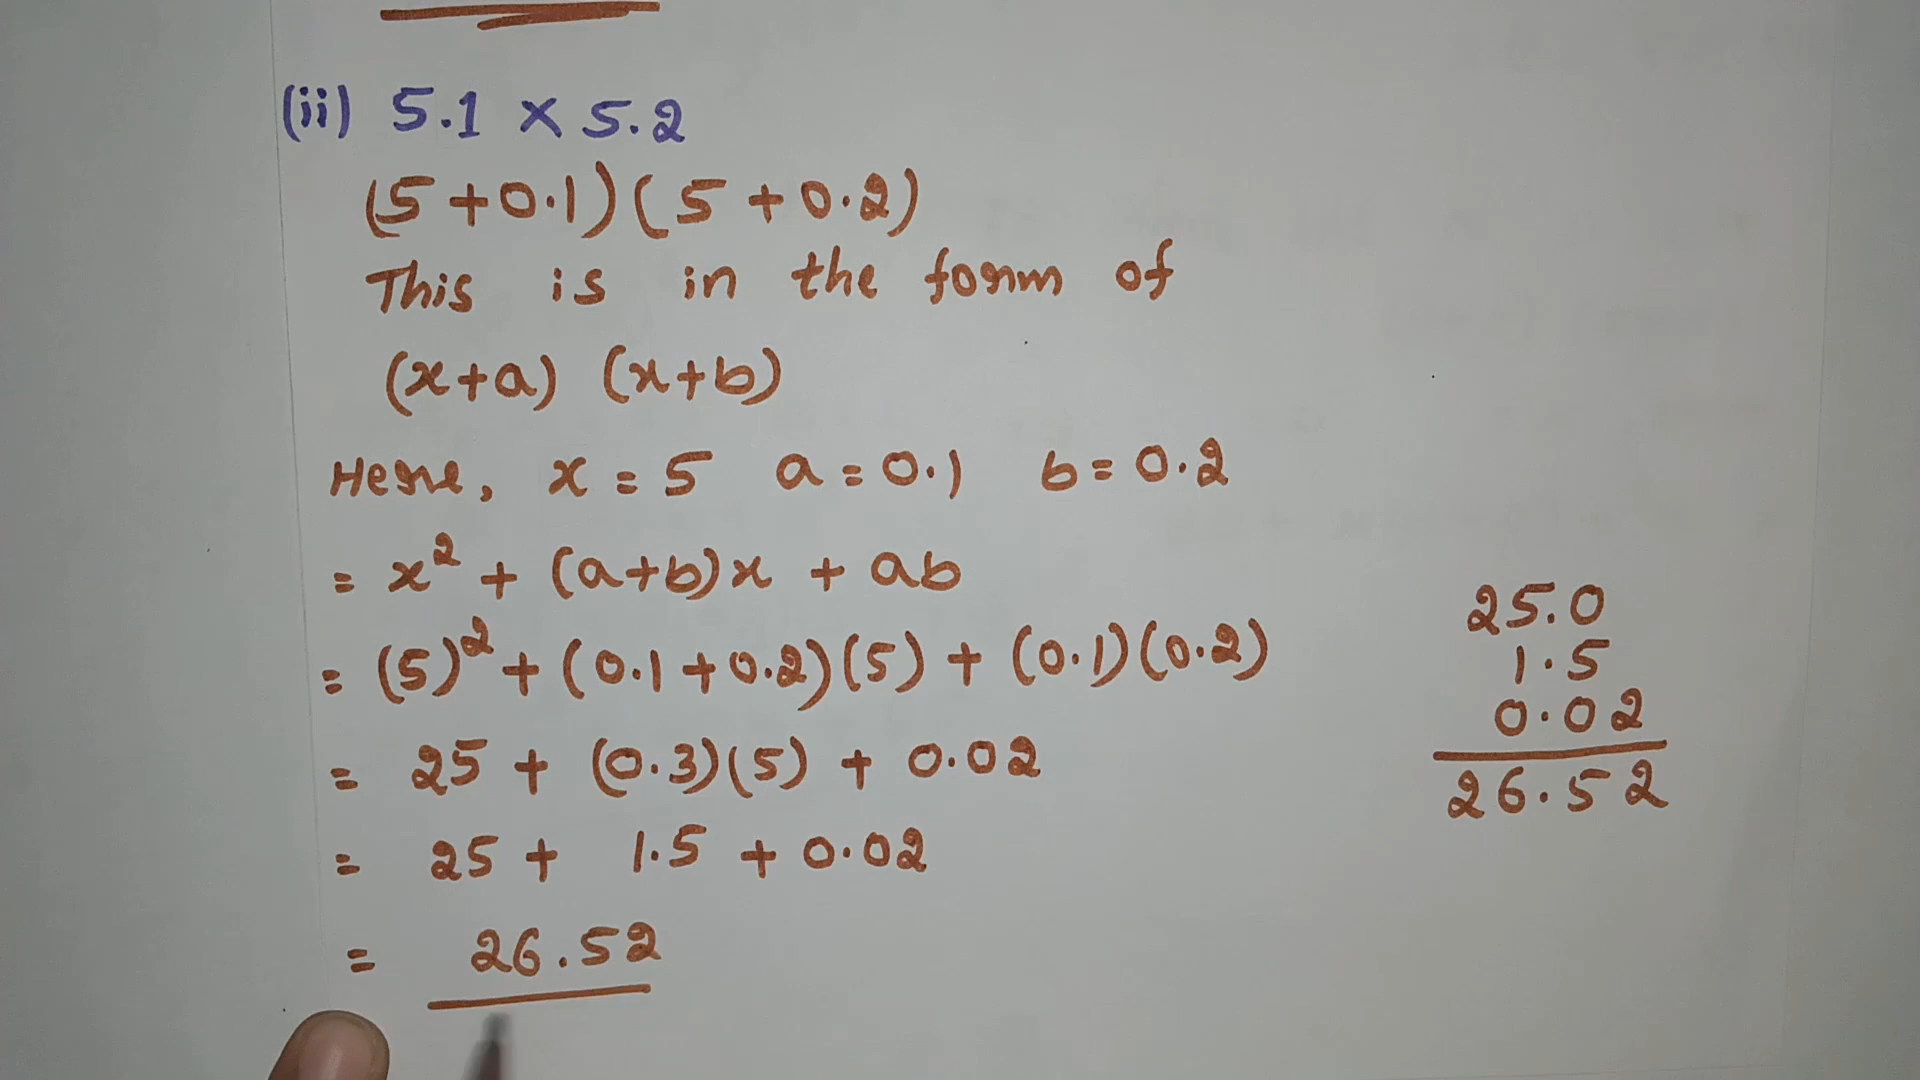 (ii) 5.1 × 5.2
(5+0.1)(5+0.2)
This is in the form of
(x+a) (x+b)
Here, x = 5 a = 0.1 b = 0.2
= x² + (a+b)x + ab
= (5)² + (0.1+0.2)(5) + (0.1)(0.2)
= 25 + (0.3)(5) + 0.02
= 25 + 1.5 + 0.02
= 26.52
25.0
1.5
0.02
26.52